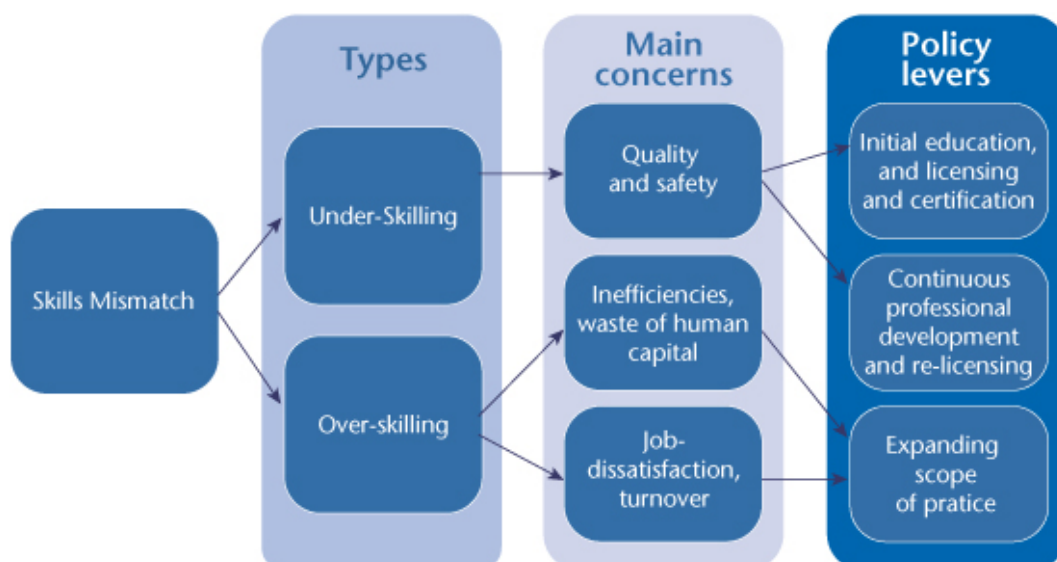 Types
Main
concerns
Policy
levers
Skills Mismatch
Under-Skilling
Over-skilling
Quality
and safety
Inefficiencies,
waste of human
capital
Job-
dissatisfaction,
turnover
Initial education,
and licensing
and certification
Continuous
professional
development
and re-licensing
Expanding
scope
of pratice